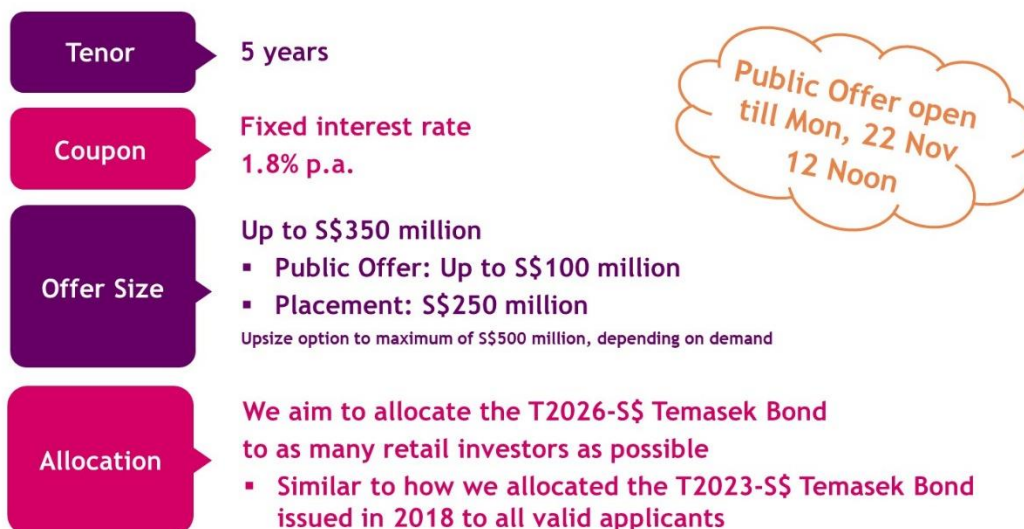 Tenor
5 years
Public Offer open
till Mon, 22 Nov
12 Noon
Coupon
Fixed interest rate
1.8% p.a.
Offer Size
Up to S$350 million
▪ Public Offer: Up to S$100 million
▪ Placement: S$250 million
Upsize option to maximum of S$500 million, depending on demand
Allocation
We aim to allocate the T2026-S$ Temasek Bond
to as many retail investors as possible
▪ Similar to how we allocated the T2023-S$ Temasek Bond
issued in 2018 to all valid applicants